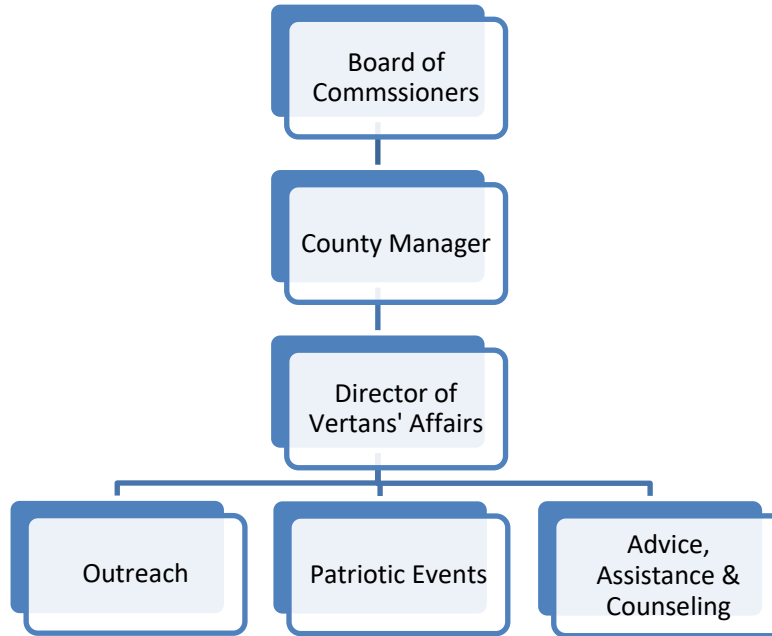 Board of
Commssioners
County Manager
Director of
Vertans' Affairs
Outreach
Patriotic Events
Advice,
Assistance &
Counseling